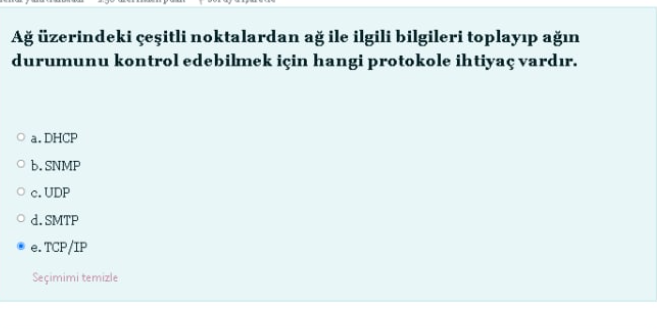 Ağ üzerindeki çeşitli noktalardan ağ ile ilgili bilgileri toplayıp ağın
durumunu kontrol edebilmek için hangi protokole ihtiyaç vardır.
a. DHCP
b. SNMP
c. UDP
d. SMTP
e. TCP/IP
Seçimimi temizle